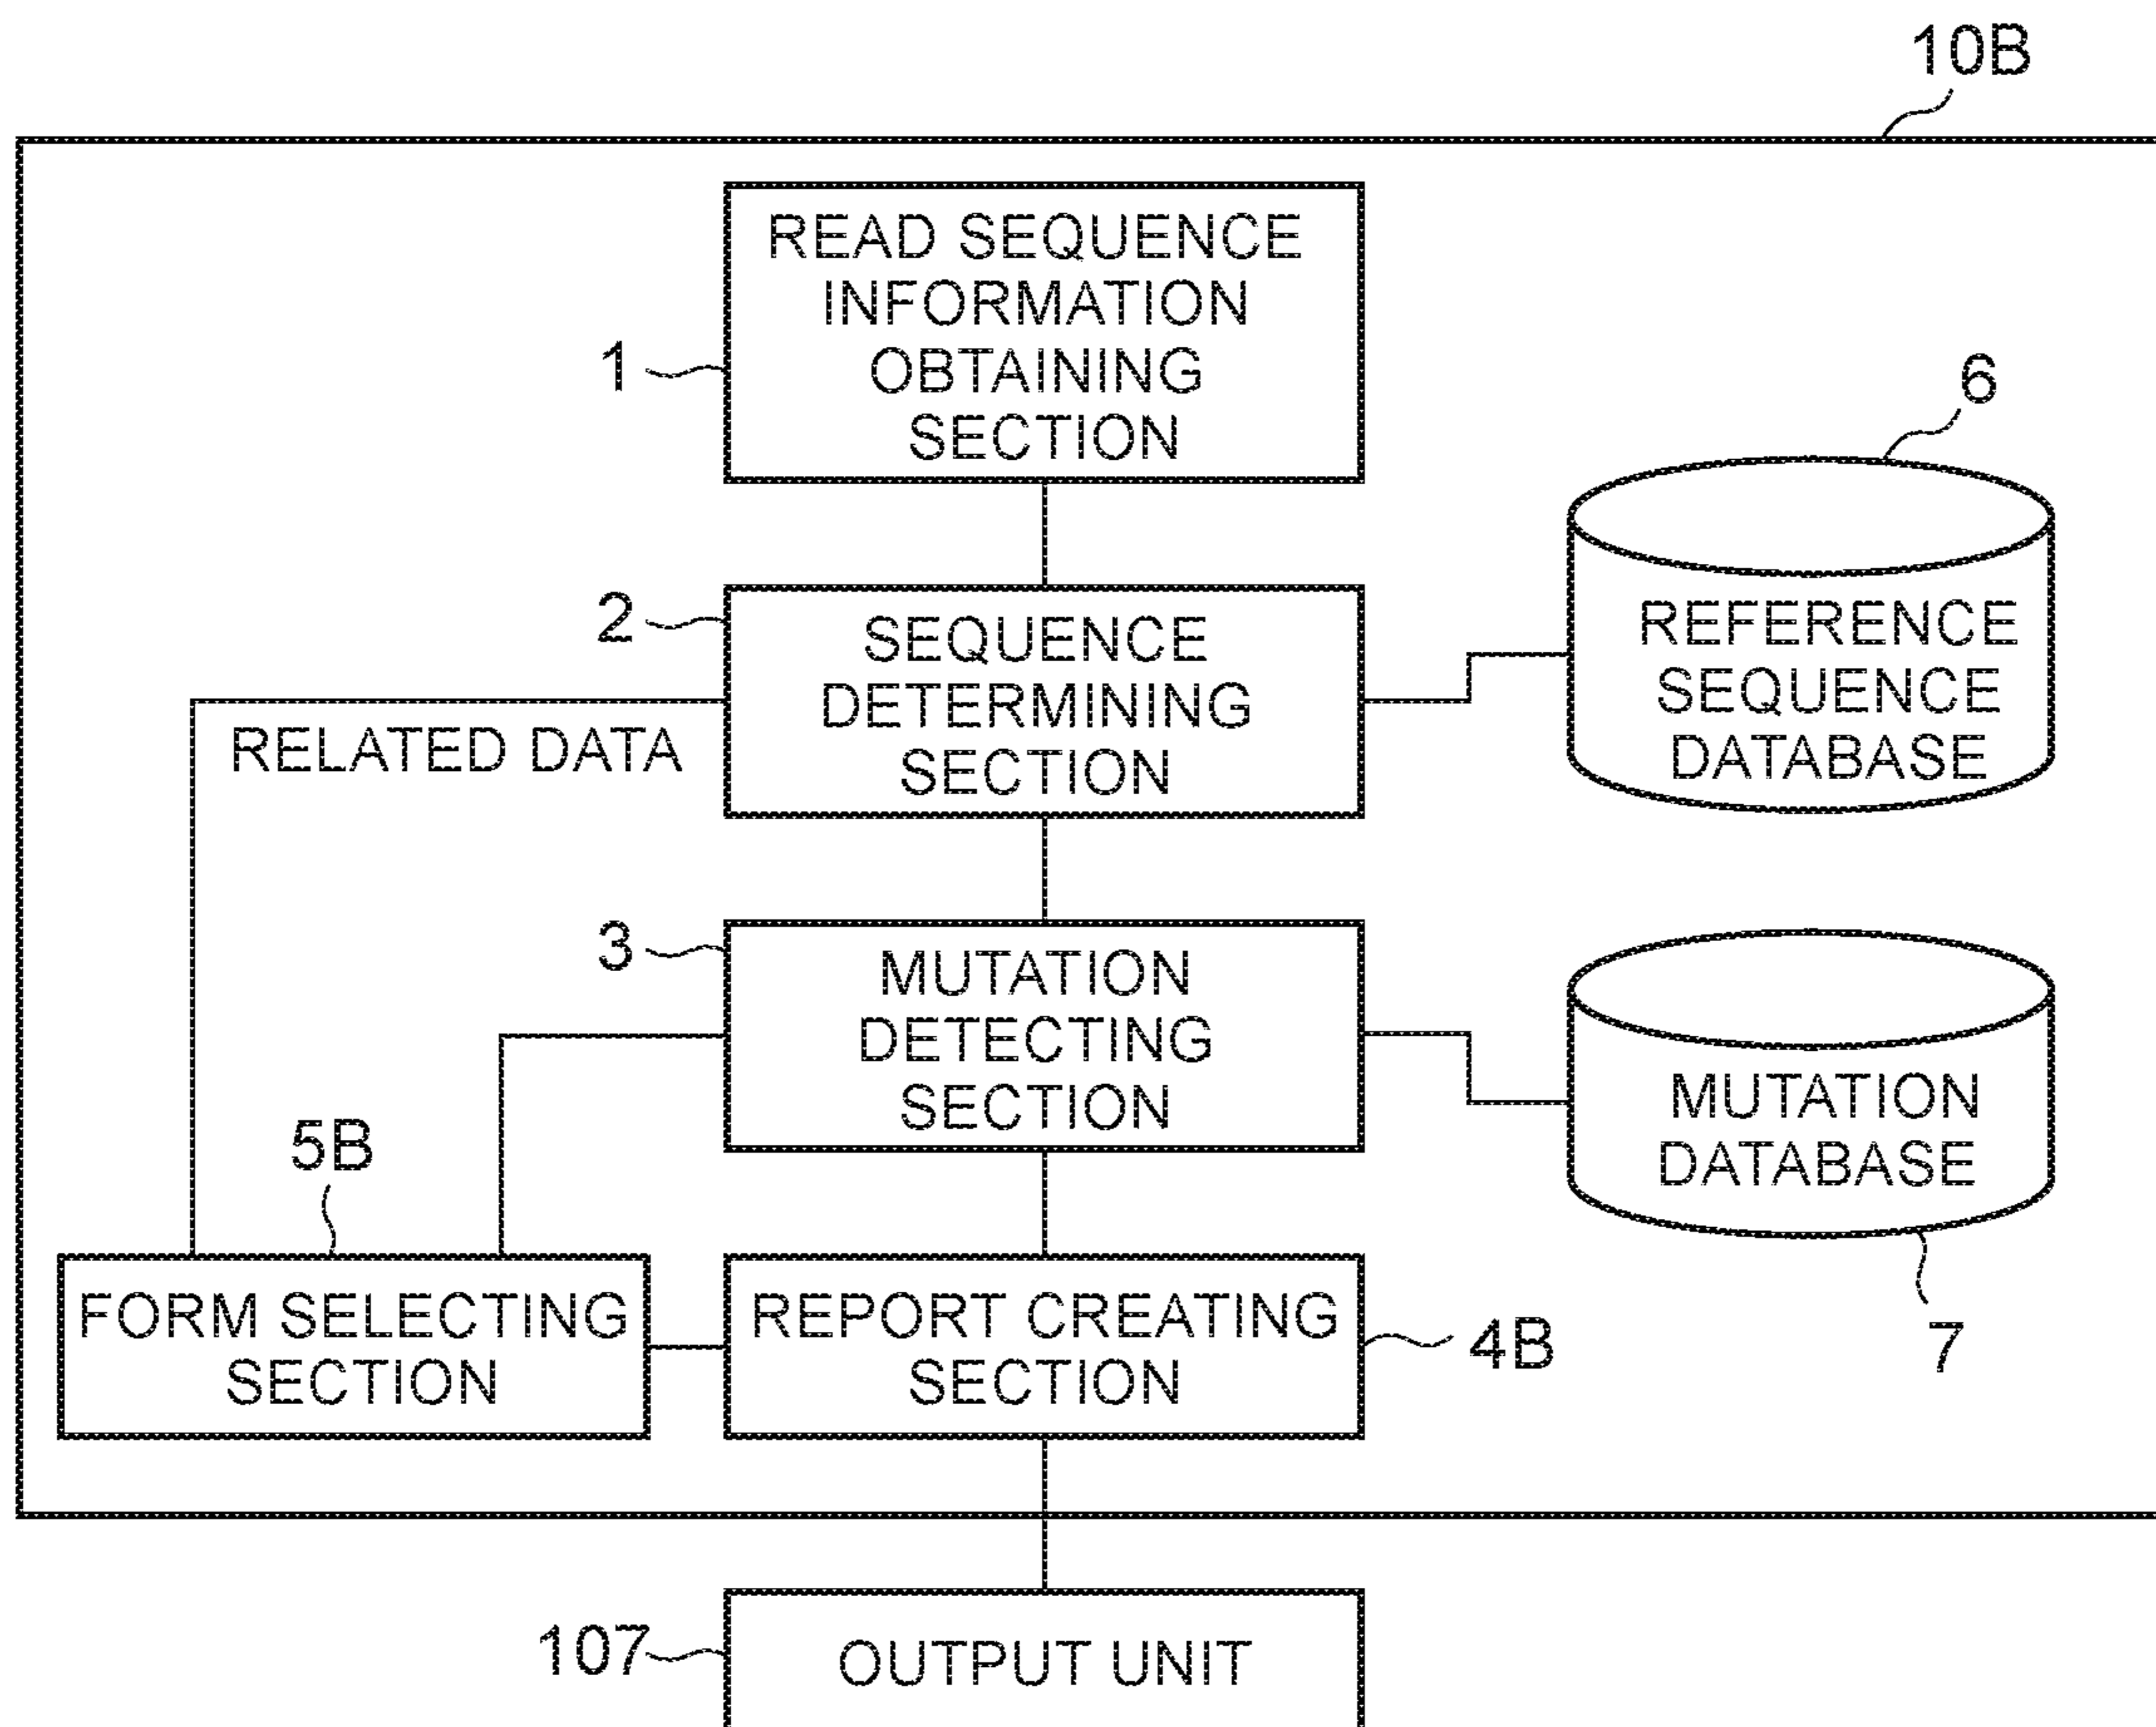 10B
READ SEQUENCE
INFORMATION
OBTAINING
SECTION
1
6
2
SEQUENCE
DETERMINING
SECTION
REFERENCE
SEQUENCE
DATABASE
RELATED DATA
3
MUTATION
DETECTING
SECTION
MUTATION
DATABASE
5B
FORM SELECTING
SECTION
REPORT CREATING
SECTION
4B
7
107
OUTPUT UNIT